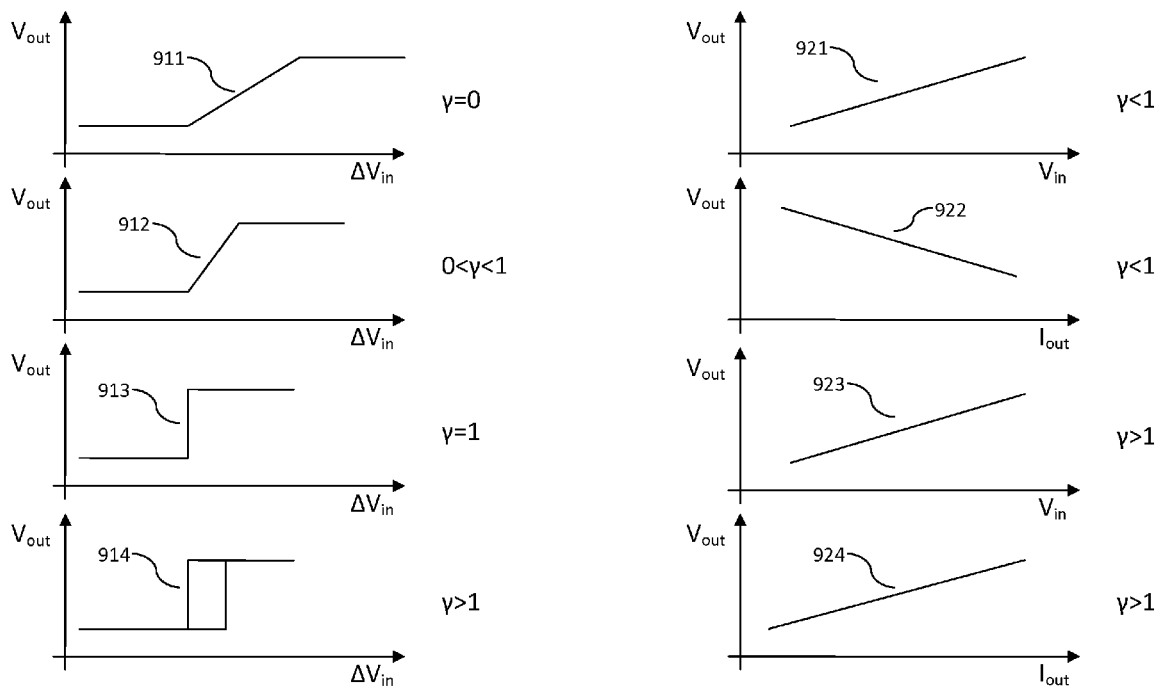 Vout
911
γ=0
ΔVin
Vout
912
0<γ<1
ΔVin
Vout
913
γ=1
ΔVin
Vout
914
γ>1
ΔVin
Vout
921
γ<1
Vin
Vout
922
γ<1
Iout
Vout
923
γ>1
Vin
Vout
924
γ>1
Iout